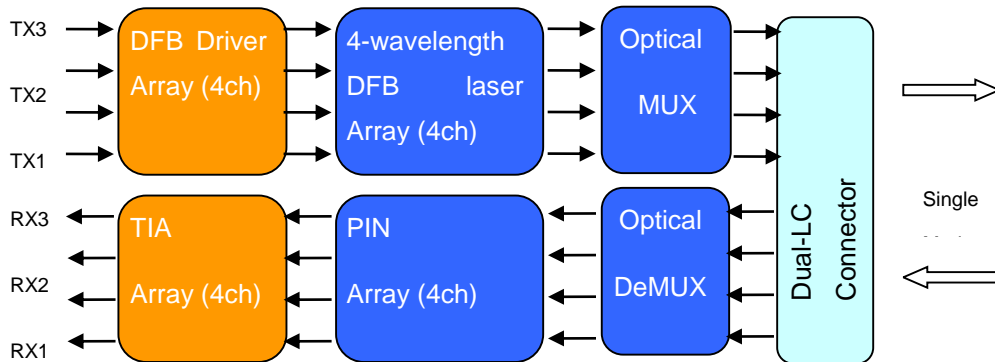 TX3
TX2
TX1
DFB Driver
Array (4ch)
4-wavelength
DFB laser
Array (4ch)
Optical
MUX
RX3
RX2
RX1
TIA
Array (4ch)
PIN
Array (4ch)
Optical
DeMUX
Dual-LC
Connector
Single